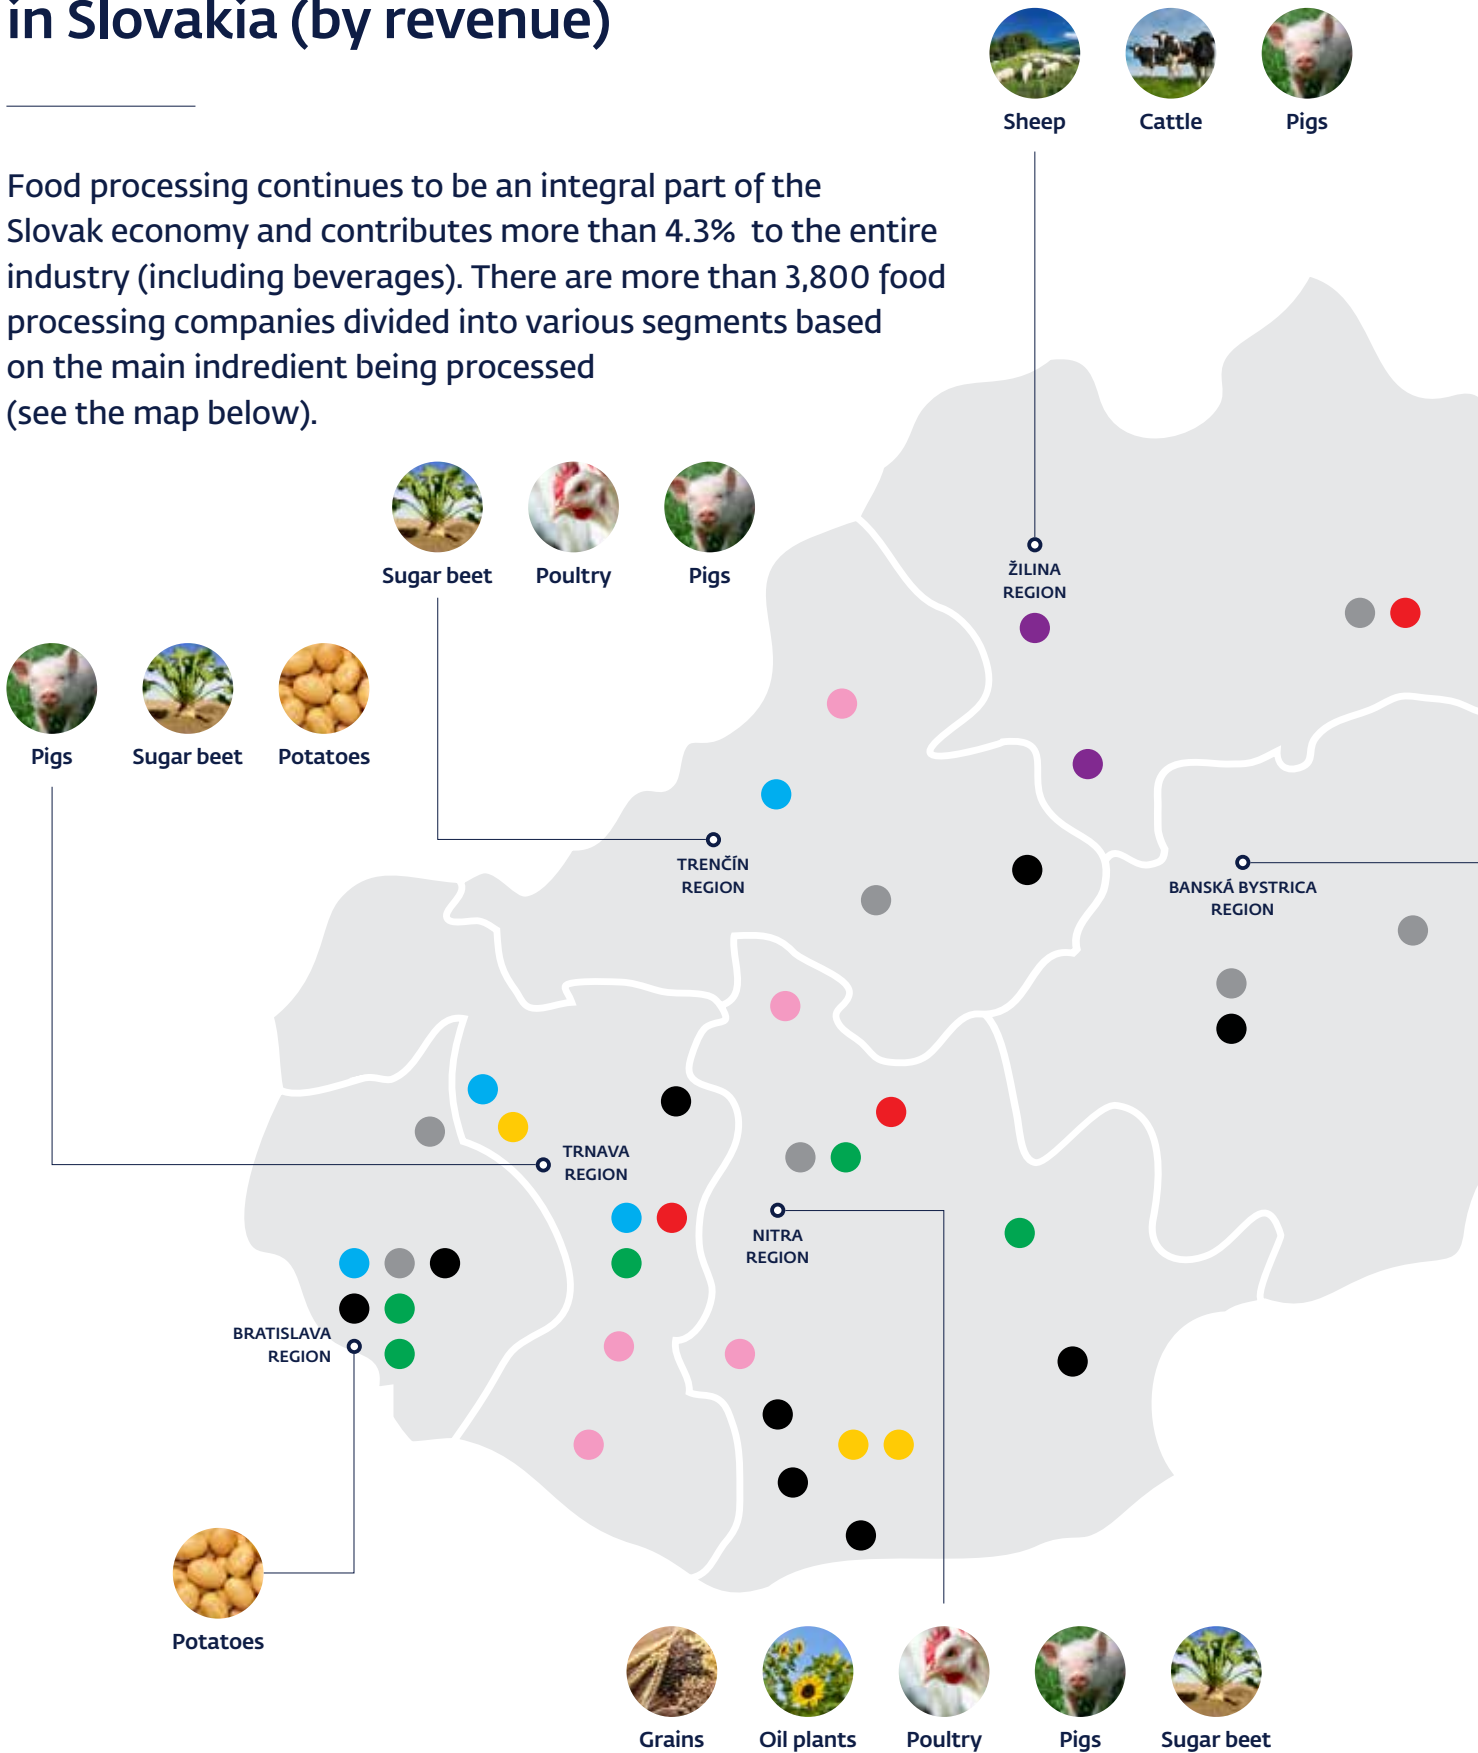 in Slovakia (by revenue)
Sheep
Cattle
Pigs
Food processing continues to be an integral part of the
Slovak economy and contributes more than 4.3% to the entire
industry (including beverages). There are more than 3,800 food
processing companies divided into various segments based
on the main indredient being processed
(see the map below).
Sugar beet
Poultry
Pigs
ŽILINA
REGION
Pigs
Sugar beet
Potatoes
TRENČÍN
REGION
BANSKÁ BYSTRICA
REGION
TRNAVA
REGION
NITRA
REGION
BRATISLAVA
REGION
Potatoes
Grains
Oil plants
Poultry
Pigs
Sugar beet